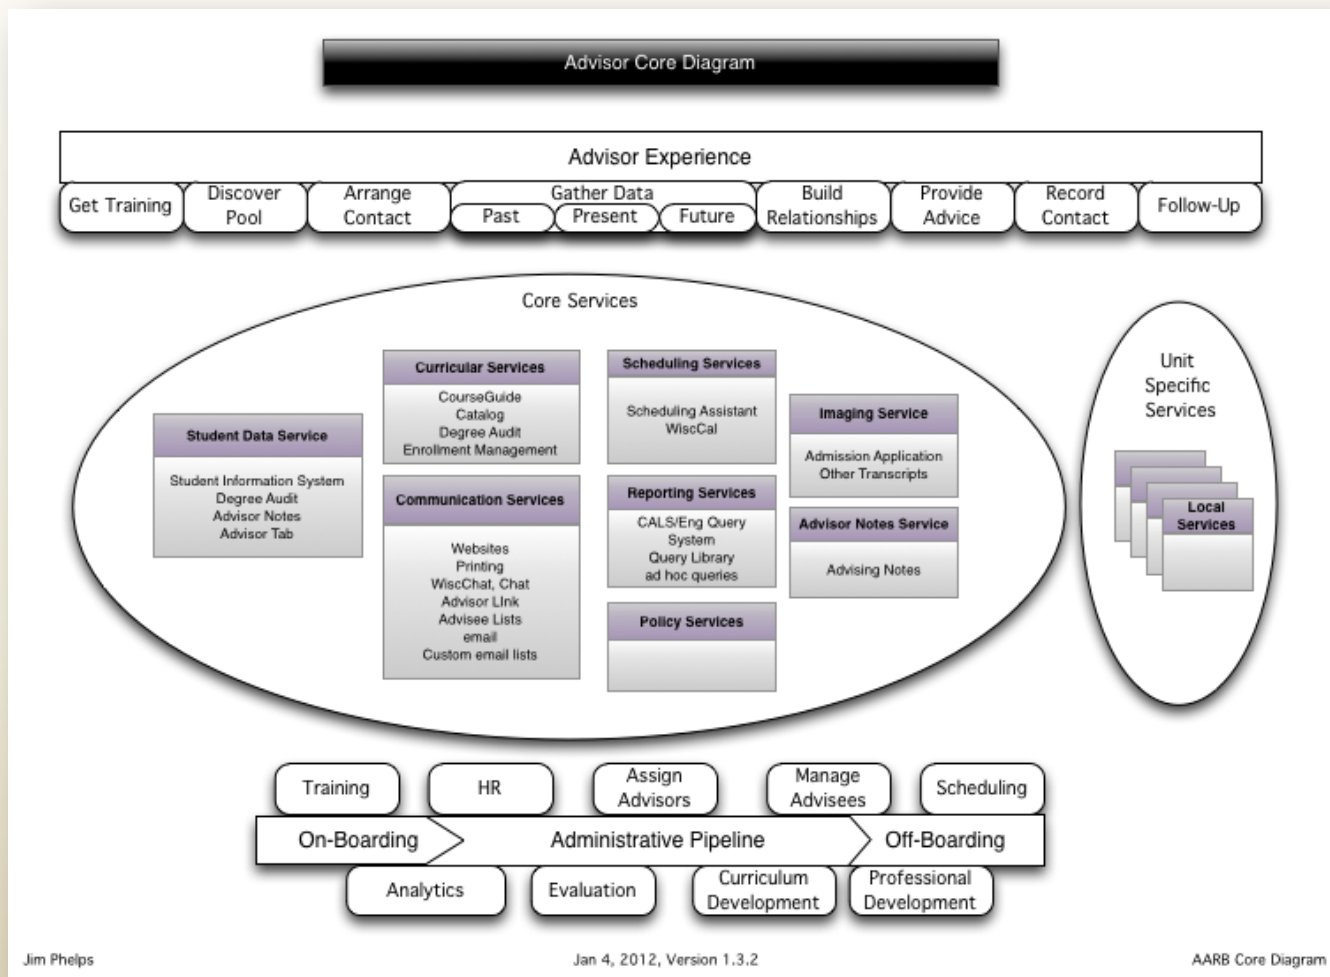 Advisor Core Diagram
Advisor Experience
Get Training
Discover
Pool
Arrange
Contact
Gather Data
Past
Present
Future
Build
Relationships
Provide
Advice
Record
Contact
Follow-Up
Core Services
Student Data Service
Student Information System
Degree Audit
Advisor Notes
Advisor Tab
Curricular Services
CourseGuide
Catalog
Degree Audit
Enrollment Management
Communication Services
Websites
Printing
WiscChat, Chat
Advisor LInk
Advisee Lists
email
Custom email lists
Scheduling Services
Scheduling Assistant
WiscCal
Reporting Services
CALS/Eng Query
System
Query Library
ad hoc queries
Policy Services
Imaging Service
Admission Application
Other Transcripts
Advisor Notes Service
Advising Notes
Unit
Specific
Services
Local
Services
Training
HR
Assign
Advisors
Manage
Advisees
Scheduling
On-Boarding
Administrative Pipeline
Off-Boarding
Analytics
Evaluation
Curriculum
Development
Professional
Development
Jim Phelps
Jan 4, 2012, Version 1.3.2
AARB Core Diagram